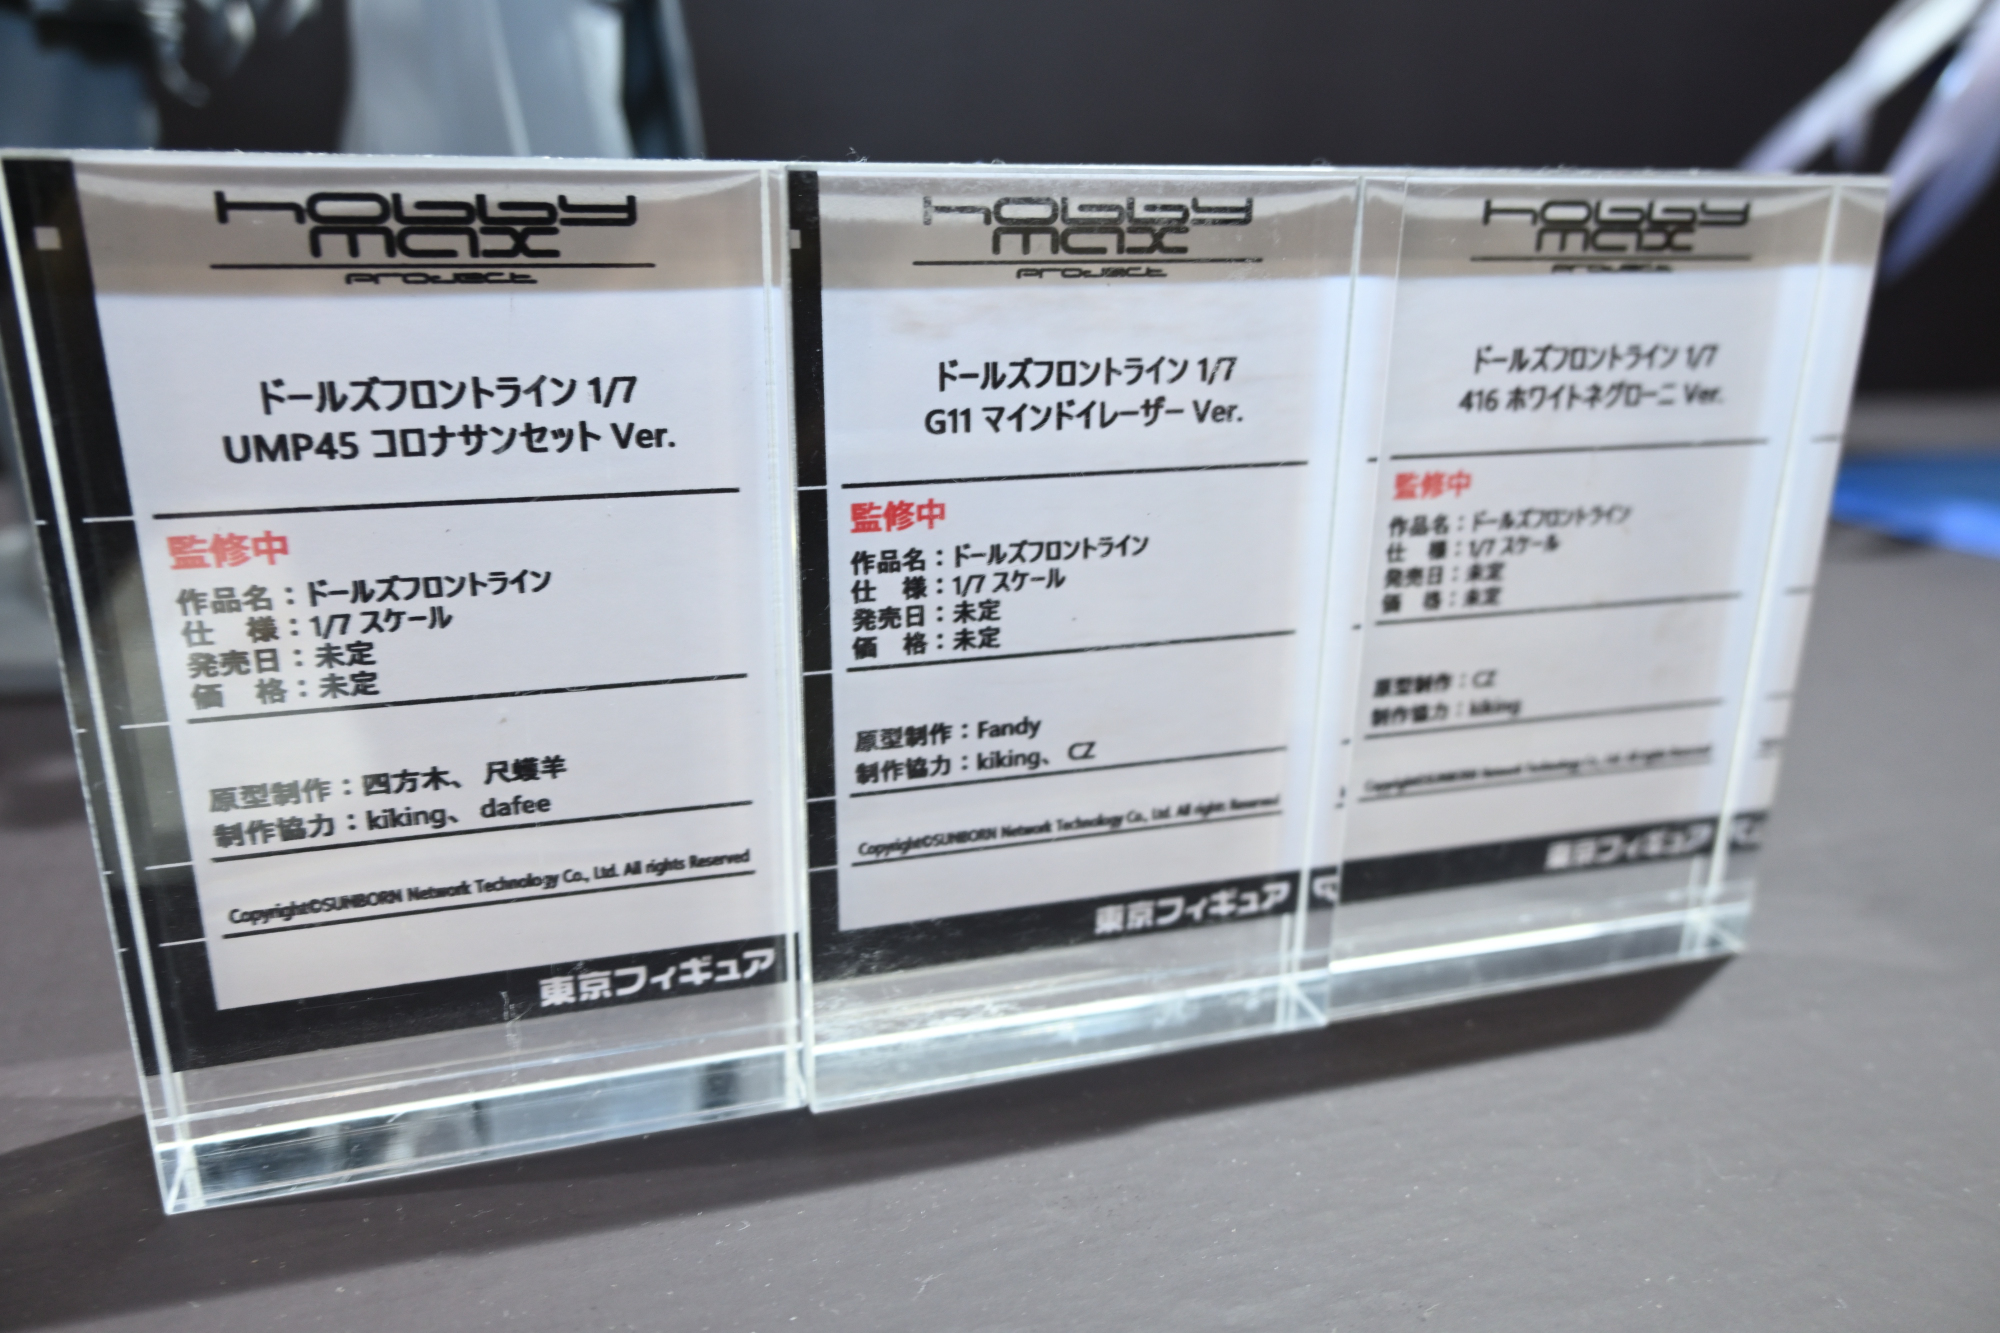 hobby
max
project
ドールズフロントライン 1/7
UMP45 コロナサンセット Ver.
監修中
作品名：ドールズフロントライン
仕　様：1/7 スケール
発売日：未定
価　格：未定
原型制作：四方木、尺蠖羊
制作協力：kiking、dafee
Copyright©SUNBORN Network Technology Co., Ltd. All rights Reserved
東京フィギュア
hobby
max
project
ドールズフロントライン 1/7
G11 マインドイレーザー Ver.
監修中
作品名：ドールズフロントライン
仕　様：1/7 スケール
発売日：未定
価　格：未定
原型制作：Fandy
制作協力：kiking、CZ
Copyright©SUNBORN Network Technology Co., Ltd. All rights Reserved
東京フィギュア
hobby
max
project
ドールズフロントライン 1/7
416 ホワイトネグローニ Ver.
監修中
作品名：ドールズフロントライン
仕　様：1/7 スケール
発売日：未定
価　格：未定
原型制作：CZ
制作協力：kiking
Copyright©SUNBORN Network Technology Co., Ltd. All rights Reserved
東京フィギュア